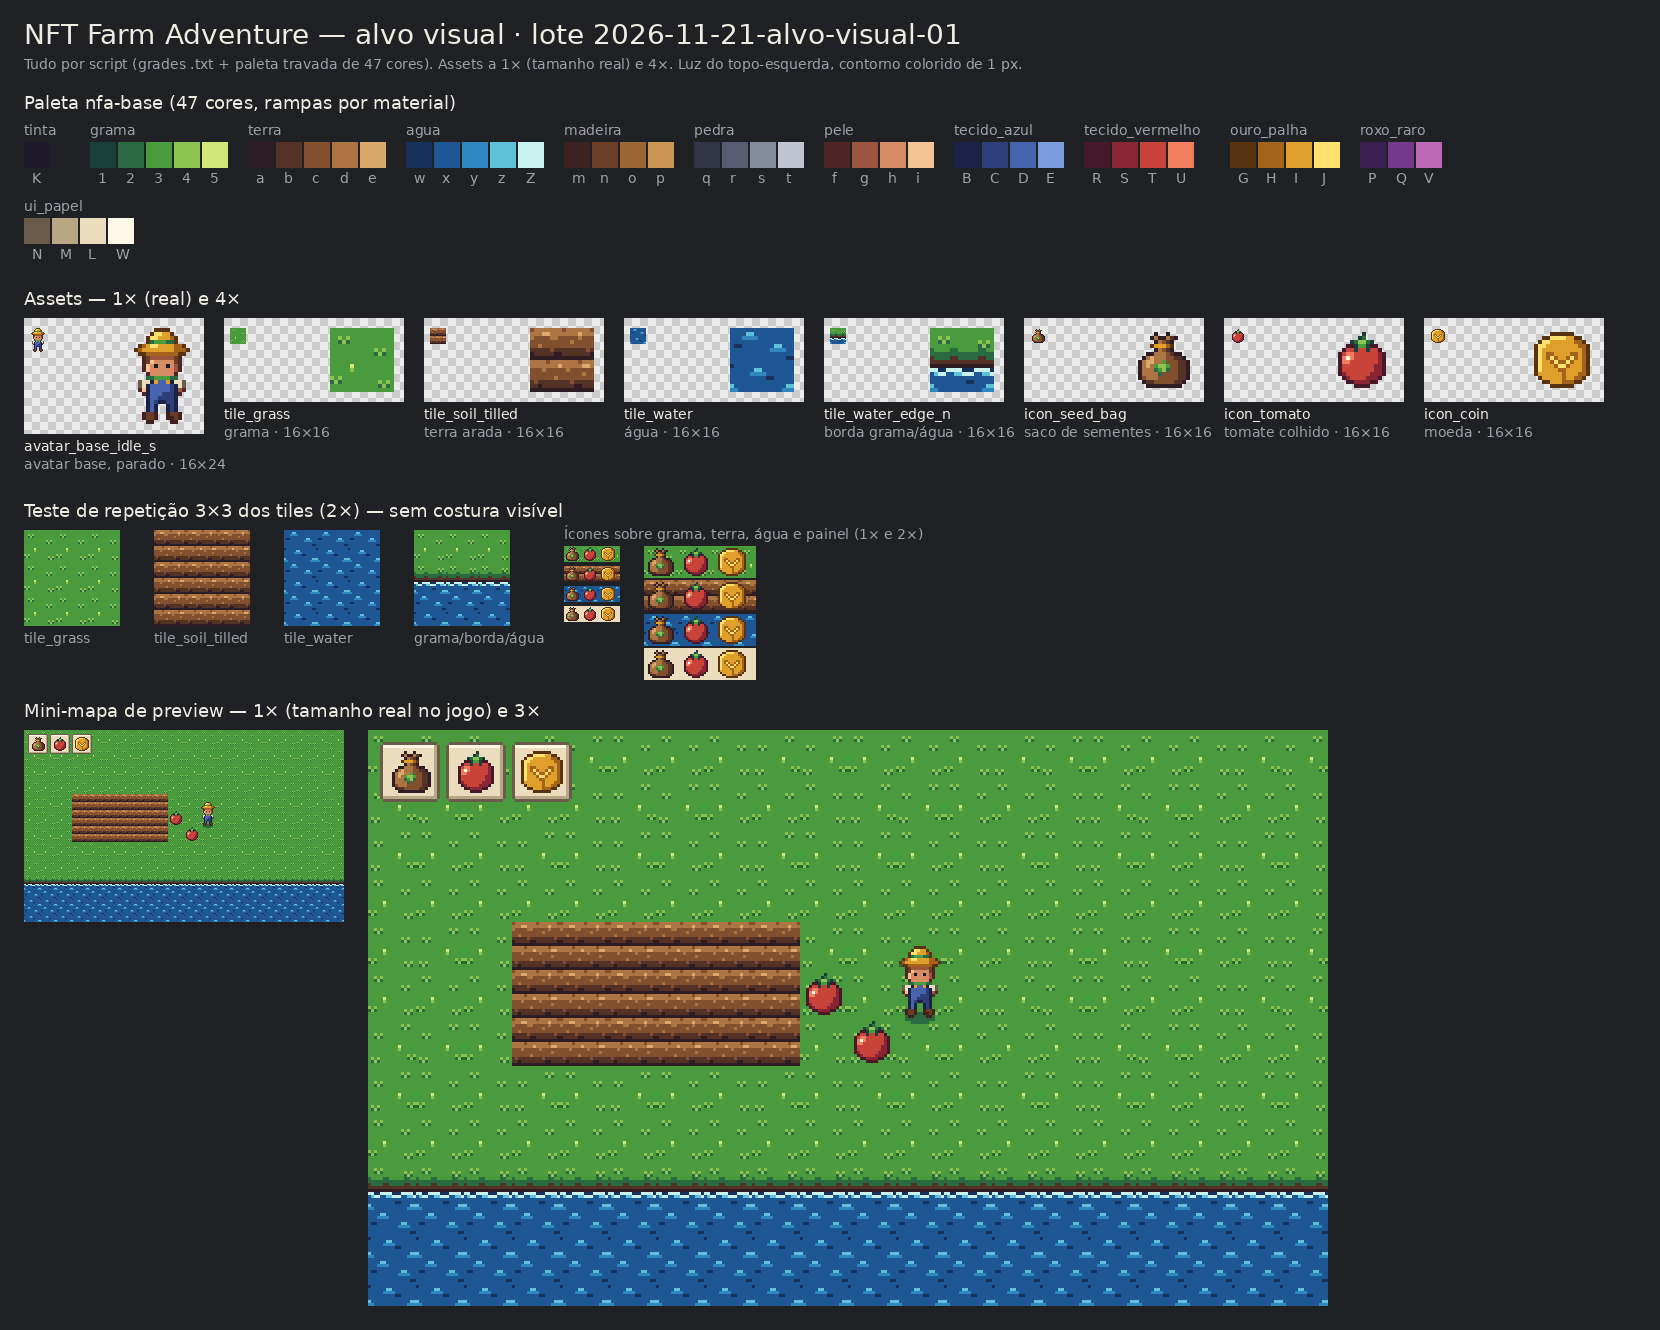 NFT Farm Adventure — alvo visual · lote 2026-11-21-alvo-visual-01
Tudo por script (grades .txt + paleta travada de 47 cores). Assets a 1× (tamanho real) e 4×. Luz do topo-esquerda, contorno colorido de 1 px.
Paleta nfa-base (47 cores, rampas por material)
tinta grama terra agua madeira pedra pele tecido_azul tecido_vermelho ouro_palha roxo_raro
K 1 2 3 4 5 a b c d e w x y z Z m n o p q r s t f g h i B C D E R S T U G H I J P Q V
ui_papel
N M L W
Assets — 1× (real) e 4×
avatar_base_idle_s
avatar base, parado · 16×24
tile_grass
grama · 16×16
tile_soil_tilled
terra arada · 16×16
tile_water
água · 16×16
tile_water_edge_n
borda grama/água · 16×16
icon_seed_bag
saco de sementes · 16×16
icon_tomato
tomate colhido · 16×16
icon_coin
moeda · 16×16
Teste de repetição 3×3 dos tiles (2×) — sem costura visível
Ícones sobre grama, terra, água e painel (1× e 2×)
tile_grass tile_soil_tilled tile_water grama/borda/água
Mini-mapa de preview — 1× (tamanho real no jogo) e 3×